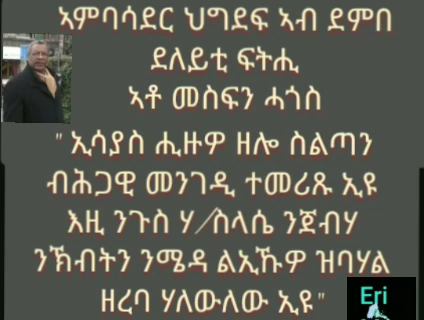 ኣምባሳደር ህግደፍ ኣብ ደምበ
ደለይቲ ፍትሒ
ኣቶ መስፍን ሓጎስ
" ኢሳያስ ሒዙዎ ዘሎ ስልጣን
ብሕጋዊ መንገዲ ተመሪጹ ኢዩ
እዚ ንጉስ ሃ/ስላሴ ንጀብሃ
ንኽብትን ንሜዳ ልኢኹዎ ዝባሃል
ዘረባ ሃለውለው ኢዩ"
Eri